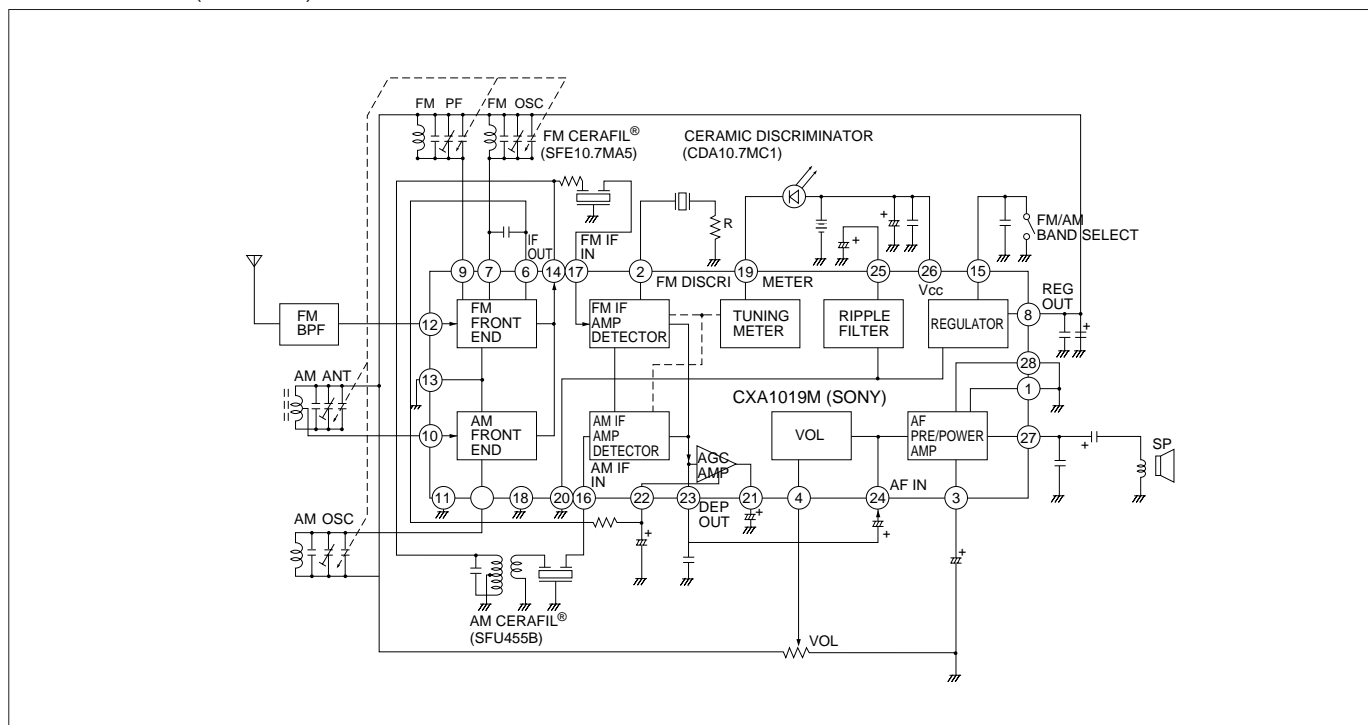 FM PF FM OSC
FM CERAFIL®
(SFE10.7MA5)
CERAMIC DISCRIMINATOR
(CDA10.7MC1)
R
FM/AM
BAND SELECT
IF
OUT
FM IF
IN
9 7 6 14 17 2 19 25 26 15
FM DISCRI
METER
Vcc
REG
OUT
8
FM
BPF
12
FM
FRONT
END
FM IF
AMP
DETECTOR
TUNING
METER
RIPPLE
FILTER
REGULATOR
28
13
AM ANT
1
CXA1019M (SONY)
10
AM
FRONT
END
AM IF
AMP
DETECTOR
VOL
AF
PRE/POWER
AMP
27
SP
AM IF
IN
AGC
AMP
AF IN
11 18 20 16 22 23 21 4 24 3
DEP
OUT
AM OSC
AM CERAFIL®
(SFU455B)
VOL